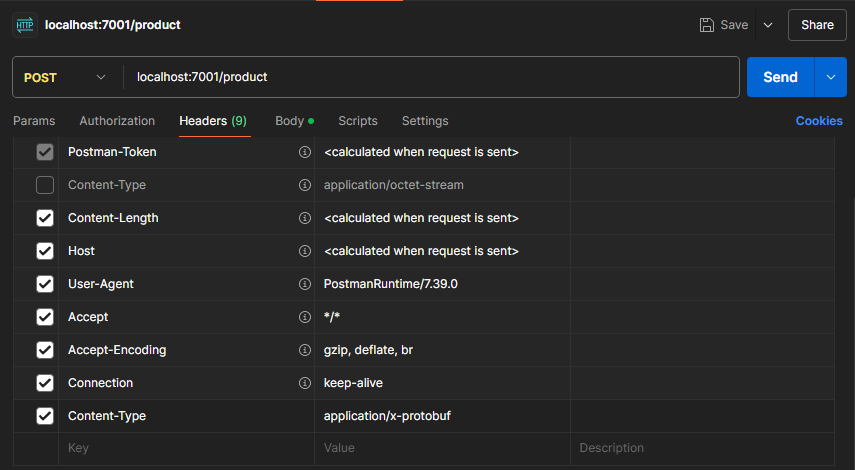 HTTP localhost:7001/product Save Share
POST localhost:7001/product Send
Params Authorization Headers (9) Body Scripts Settings Cookies
Postman-Token <calculated when request is sent>
Content-Type application/octet-stream
Content-Length <calculated when request is sent>
Host <calculated when request is sent>
User-Agent PostmanRuntime/7.39.0
Accept */*
Accept-Encoding gzip, deflate, br
Connection keep-alive
Content-Type application/x-protobuf
Key Value Description